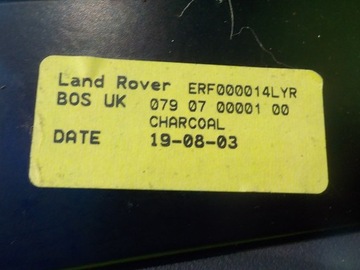 Land Rover ERF000014LYR
BOS UK 079 07 00001 00
CHARCOAL
DATE 19-08-03